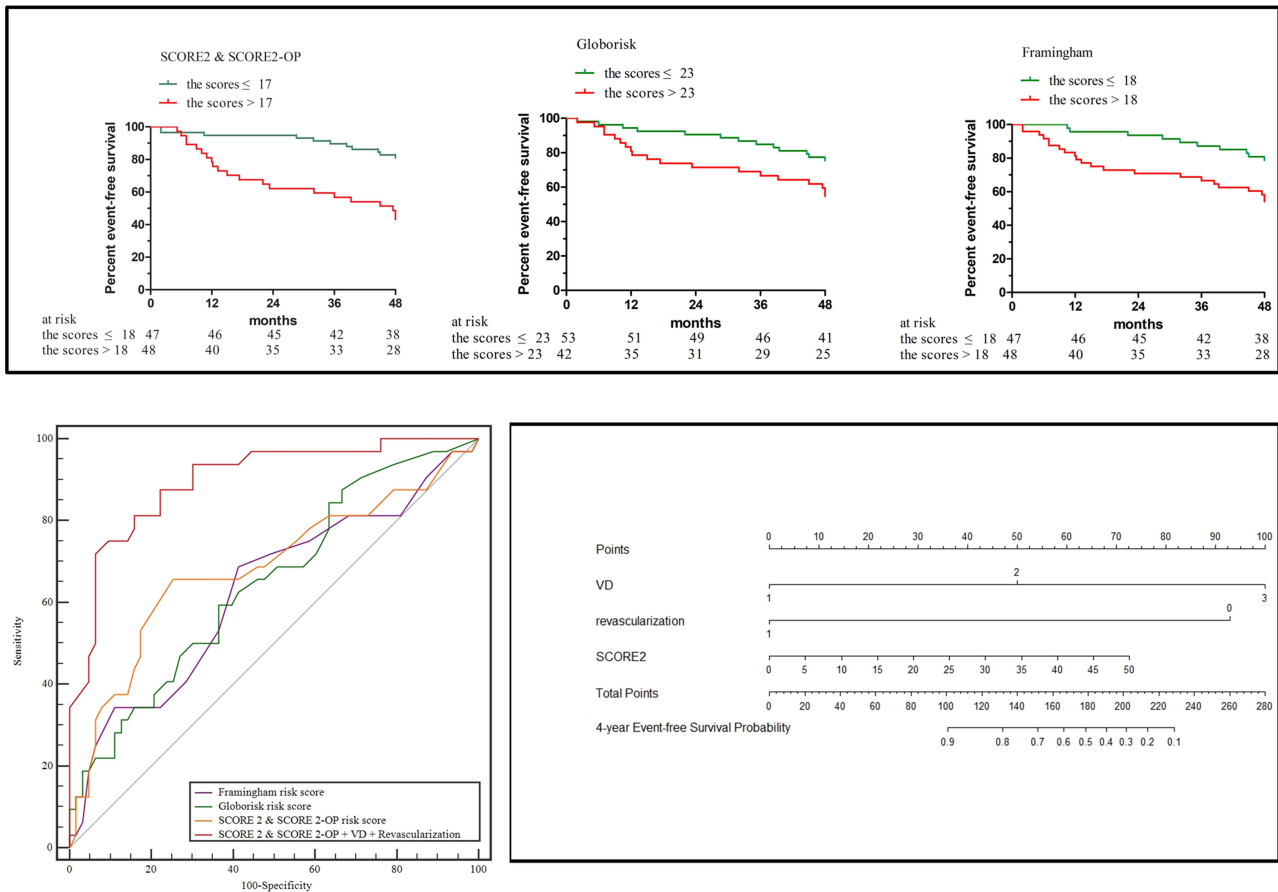 SCORE2 & SCORE2-OP
the scores ≤ 17
the scores > 17
Percent event-free survival
100
80
60
40
20
0
0 12 24 36 48
months
at risk
the scores ≤ 18 47 46 45 42 38
the scores > 18 48 40 35 33 28
Globorisk
the scores ≤ 23
the scores > 23
Percent event-free survival
100
80
60
40
20
0
0 12 24 36 48
months
at risk
the scores ≤ 23 53 51 49 46 41
the scores > 23 42 35 31 29 25
Framingham
the scores ≤ 18
the scores > 18
Percent event-free survival
100
80
60
40
20
0
0 12 24 36 48
months
at risk
the scores ≤ 18 47 46 45 42 38
the scores > 18 48 40 35 33 28
Sensitivity
100
80
60
40
20
0
0 20 40 60 80 100
100-Specificity
Framingham risk score
Globorisk risk score
SCORE 2 & SCORE 2-OP risk score
SCORE 2 & SCORE 2-OP + VD + Revascularization
Points 0 10 20 30 40 50 60 70 80 90 100
VD 1 2 3
revascularization 1 0
SCORE2 0 5 10 15 20 25 30 35 40 45 50
Total Points 0 20 40 60 80 100 120 140 160 180 200 220 240 260 280
4-year Event-free Survival Probability 0.9 0.8 0.7 0.6 0.5 0.4 0.3 0.2 0.1